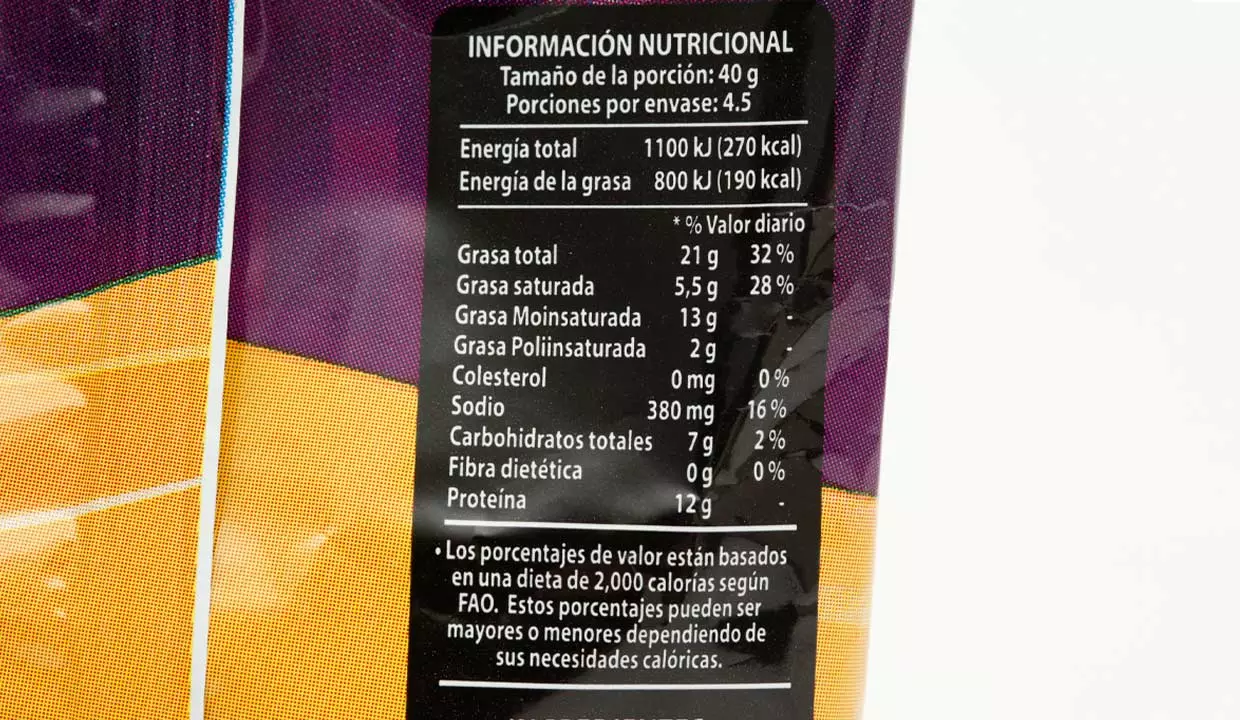 INFORMACIÓN NUTRICIONAL
Tamaño de la porción: 40 g
Porciones por envase: 4.5
Energía total 1100 kJ (270 kcal)
Energía de la grasa 800 kJ (190 kcal)
* % Valor diario
Grasa total 21 g 32 %
Grasa saturada 5,5 g 28 %
Grasa Moinsaturada 13 g -
Grasa Poliinsaturada 2 g -
Colesterol 0 mg 0 %
Sodio 380 mg 16 %
Carbohidratos totales 7 g 2 %
Fibra dietética 0 g 0 %
Proteína 12 g -
• Los porcentajes de valor están basados
en una dieta de 2,000 calorías según
FAO. Estos porcentajes pueden ser
mayores o menores dependiendo de
sus necesidades calóricas.